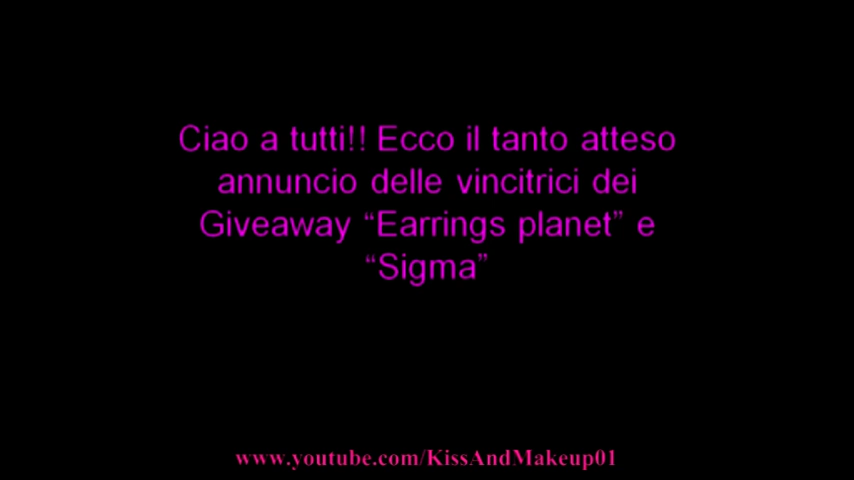 Ciao a tutti!! Ecco il tanto atteso
annuncio delle vincitrici dei
Giveaway “Earrings planet” e
“Sigma”
www.youtube.com/KissAndMakeup01